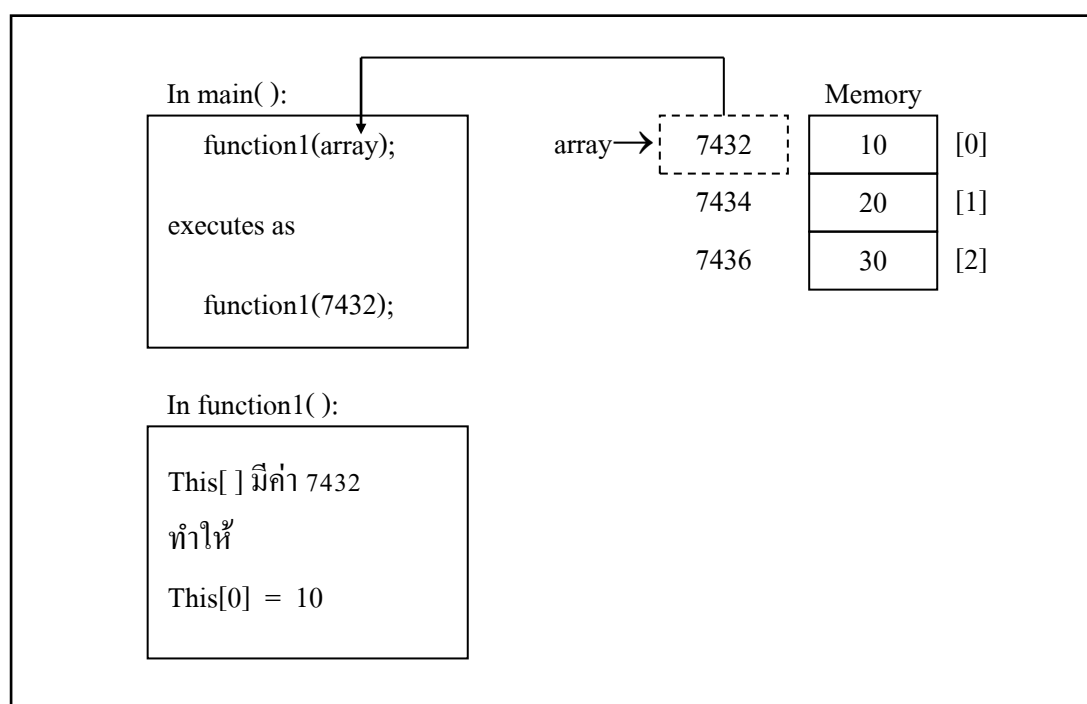 In main( ):
function1(array);
executes as
function1(7432);
Memory
array→ 7432 10 [0]
7434 20 [1]
7436 30 [2]
In function1( ):
This[ ] มีค่า 7432
ทำให้
This[0] = 10